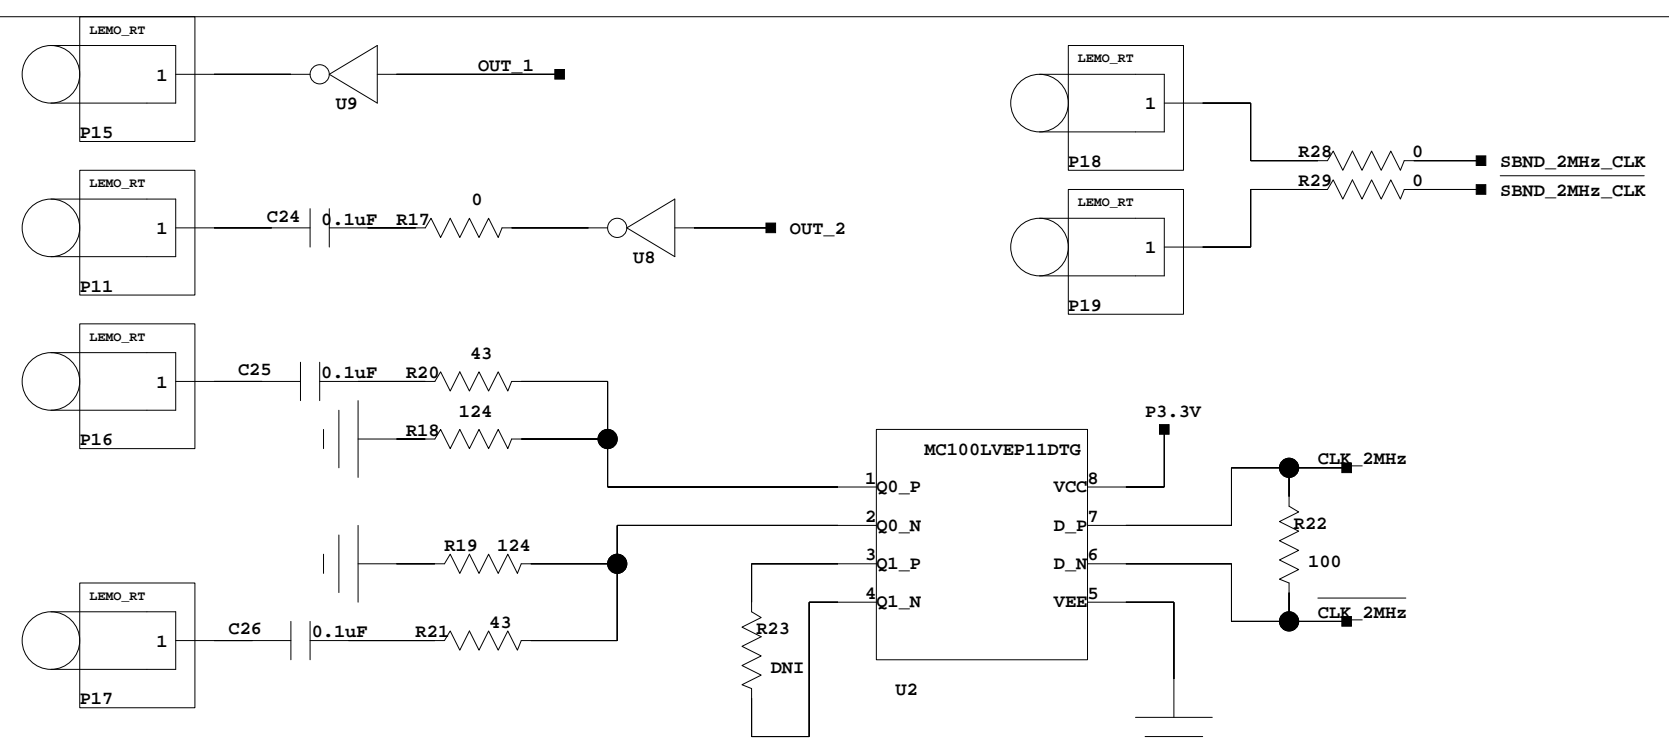 LEMO_RT
1
P15
U9
OUT_1
LEMO_RT
1
P18
R28 0
SBND_2MHz_CLK
R29 0
SBND_2MHz_CLK
LEMO_RT
1
P19
LEMO_RT
1
P11
C24 0.1uF R17 0
U8
OUT_2
LEMO_RT
1
P16
C25 0.1uF R20 43
R18 124
LEMO_RT
1
P17
C26 0.1uF R21 43
R19 124
MC100LVEP11DTG
1 Q0_P
2 Q0_N
3 Q1_P
4 Q1_N
VCC 8
D_P 7
D_N 6
VEE 5
U2
R23
DNI
P3.3V
CLK_2MHz
R22
100
CLK_2MHz